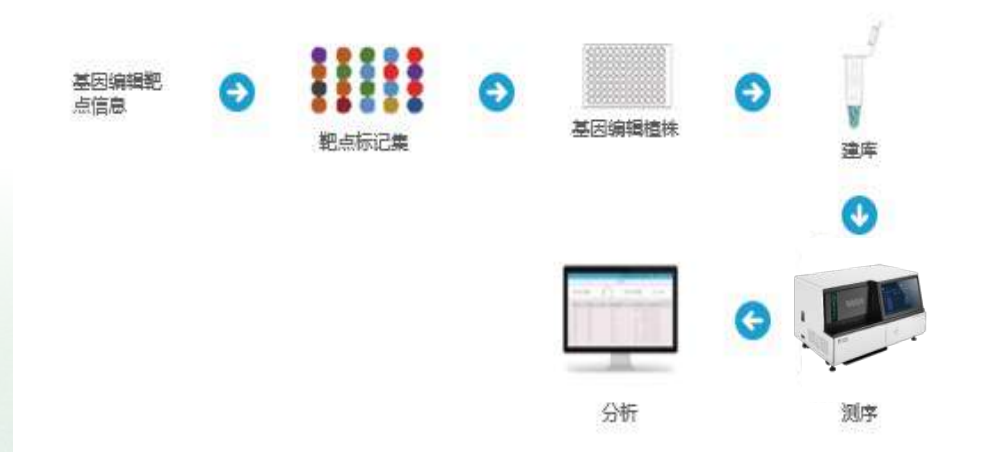 基因编辑靶
点信息
靶点标记集
基因编辑植株
建库
分析
测序